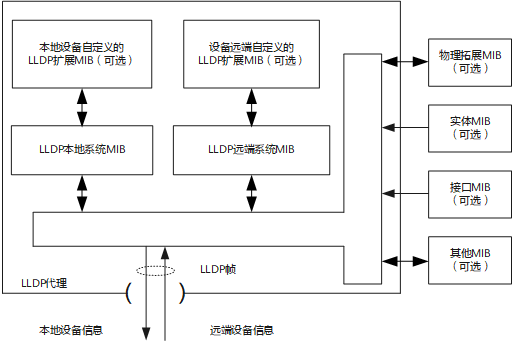 本地设备自定义的
LLDP扩展MIB（可选）
设备远端自定义的
LLDP扩展MIB（可选）
物理拓展MIB
（可选）
LLDP本地系统MIB
LLDP远端系统MIB
实体MIB
（可选）
接口MIB
（可选）
其他MIB
（可选）
LLDP帧
LLDP代理
本地设备信息
远端设备信息